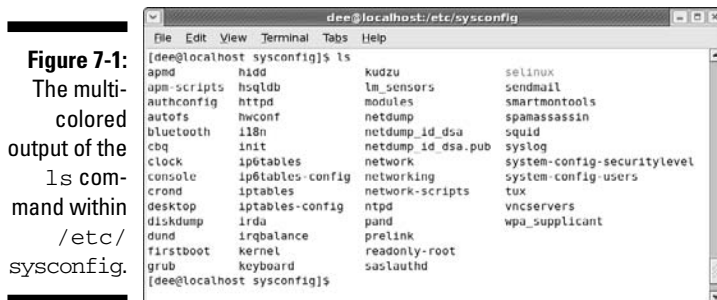 Figure 7-1:
The multi-
colored
output of the
ls com-
mand within
/etc/
sysconfig.
dee@localhost:/etc/sysconfig
File Edit View Terminal Tabs Help
[dee@localhost sysconfig]$ ls
apmd hidd kudzu selinux
apm-scripts hsqldb lm_sensors sendmail
authconfig httpd modules smartmontools
autofs hwconf netdump spamassassin
bluetooth i18n netdump_id_dsa squid
cbq init netdump_id_dsa.pub syslog
clock ip6tables network system-config-securitylevel
console ip6tables-config networking system-config-users
crond iptables network-scripts tux
desktop iptables-config ntpd vncservers
diskdump irda pand wpa_supplicant
dund irqbalance prelink
firstboot kernel readonly-root
grub keyboard saslauthd
[dee@localhost sysconfig]$